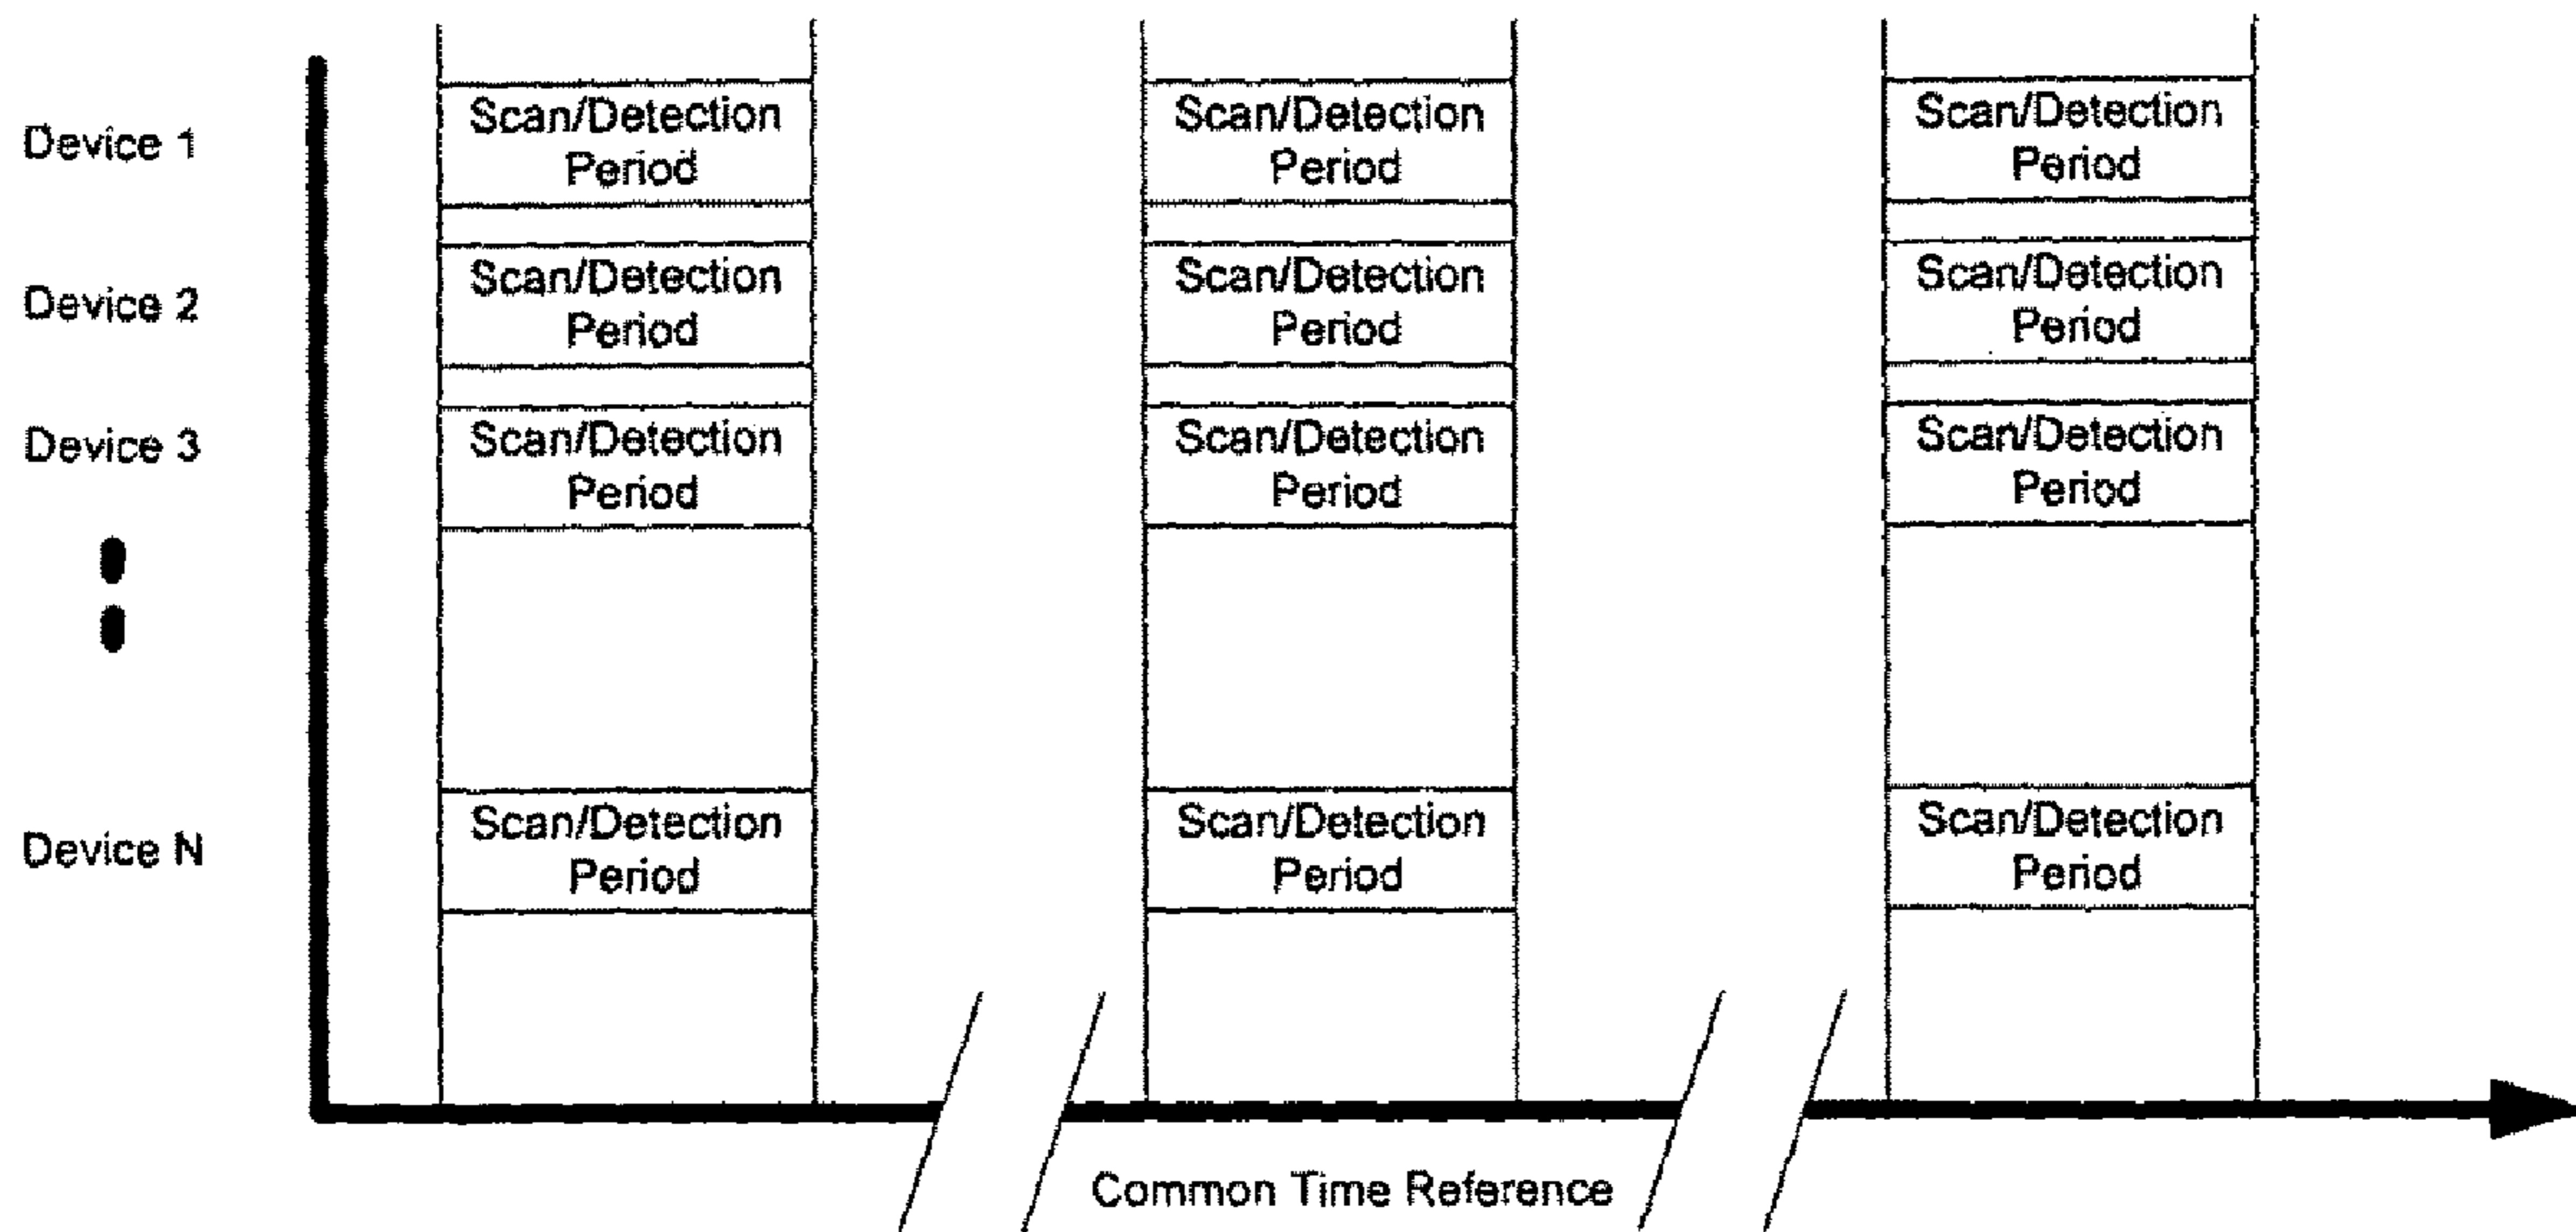 Device 1
Scan/Detection
Period
Scan/Detection
Period
Scan/Detection
Period
Device 2
Scan/Detection
Period
Scan/Detection
Period
Scan/Detection
Period
Device 3
Scan/Detection
Period
Scan/Detection
Period
Scan/Detection
Period
Device N
Scan/Detection
Period
Scan/Detection
Period
Scan/Detection
Period
Common Time Reference